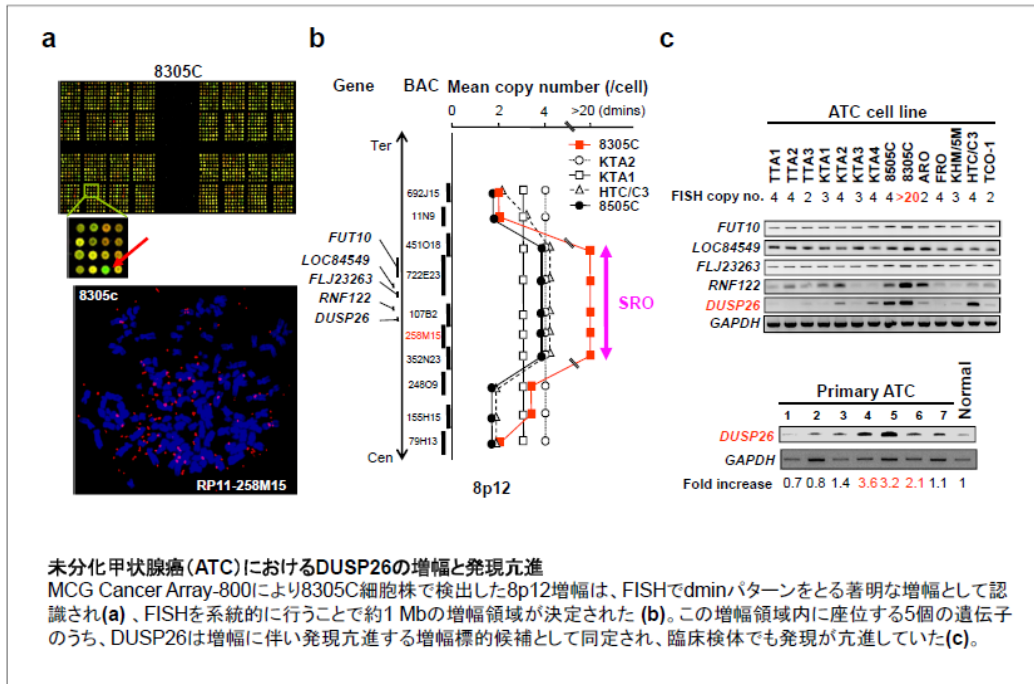 a
8305C
8305c
RP11-258M15
b
Gene BAC Mean copy number (/cell)
0 2 4 >20 (dmins)
Ter
8305C
KTA2
KTA1
HTC/C3
8505C
692J15
11N9
451O18
722E23
107B2
258M15
352N23
248O9
155H15
79H13
FUT10
LOC84549
FLJ23263
RNF122
DUSP26
SRO
Cen
0 2 4
8p12
c
ATC cell line
TTA1 TTA2 TTA3 KTA1 KTA2 KTA3 KTA4 8505C 8305C ARO FRO KHM/5M HTC/C3 TCO-1
FISH copy no. 4 4 2 3 4 3 4 4 >20 2 4 3 4 2
FUT10
LOC84549
FLJ23263
RNF122
DUSP26
GAPDH
Primary ATC
1 2 3 4 5 6 7 Normal
DUSP26
GAPDH
Fold increase 0.7 0.8 1.4 3.6 3.2 2.1 1.1 1
未分化甲状腺癌(ATC)におけるDUSP26の増幅と発現亢進
MCG Cancer Array-800により8305C細胞株で検出した8p12増幅は、FISHでdminパターンをとる著明な増幅として認
識され(a) 、FISHを系統的に行うことで約1 Mbの増幅領域が決定された (b)。この増幅領域内に座位する5個の遺伝子
のうち、DUSP26は増幅に伴い発現亢進する増幅標的候補として同定され、臨床検体でも発現が亢進していた(c)。